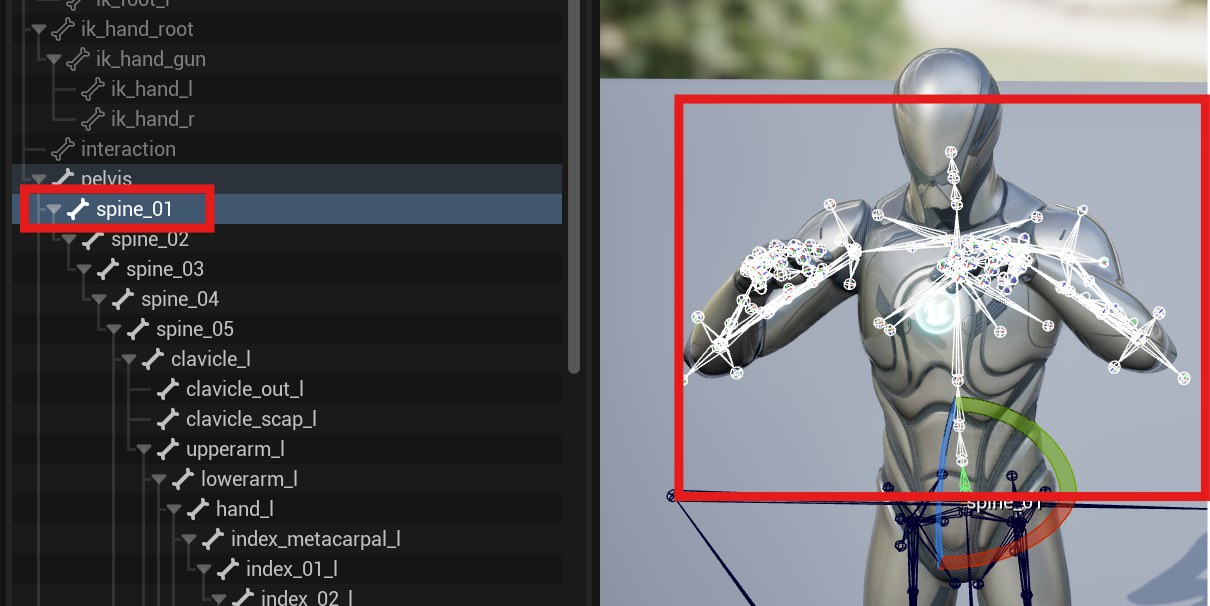 ik_foot_r
ik_hand_root
ik_hand_gun
ik_hand_l
ik_hand_r
interaction
pelvis
spine_01
spine_02
spine_03
spine_04
spine_05
clavicle_l
clavicle_out_l
clavicle_scap_l
upperarm_l
lowerarm_l
hand_l
index_metacarpal_l
index_01_l
index_02_l
spine_01